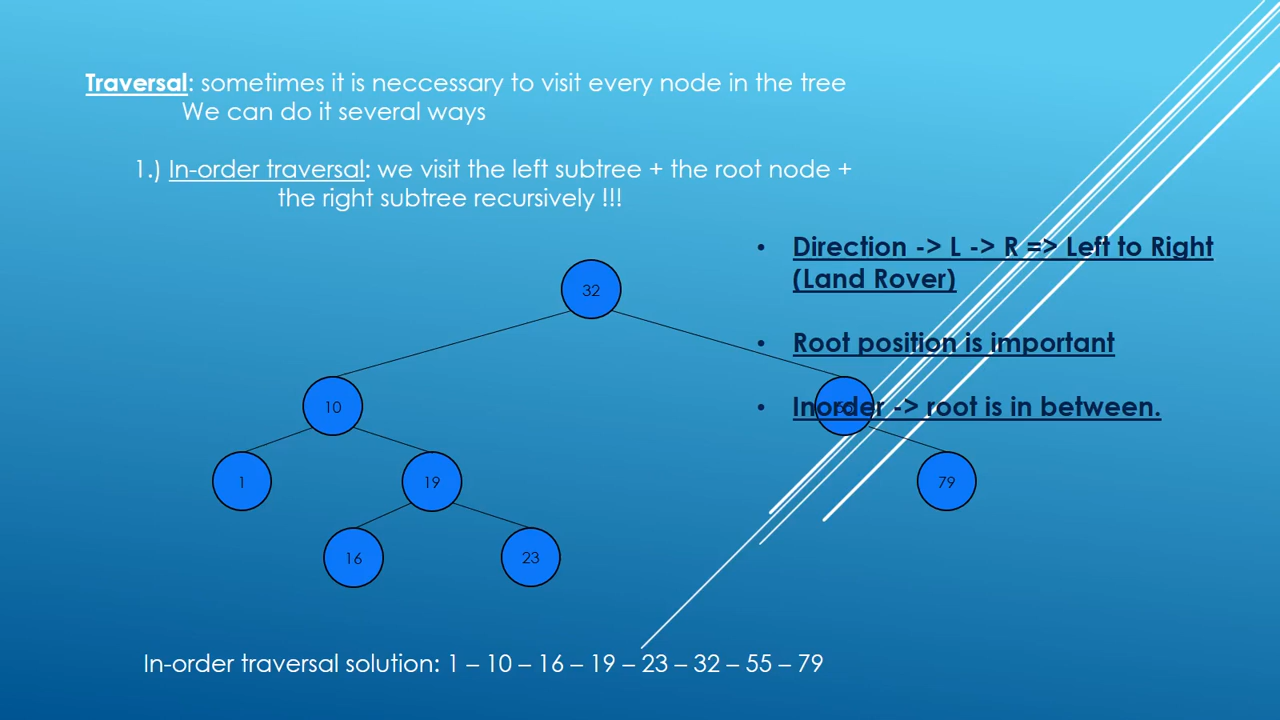 Traversal: sometimes it is neccessary to visit every node in the tree
We can do it several ways
1.) In-order traversal: we visit the left subtree + the root node +
the right subtree recursively !!!
• Direction -> L -> R => Left to Right
(Land Rover)
32
• Root position is important
10
• Inorder -> root is in between.
1
19
79
16
23
In-order traversal solution: 1 – 10 – 16 – 19 – 23 – 32 – 55 – 79